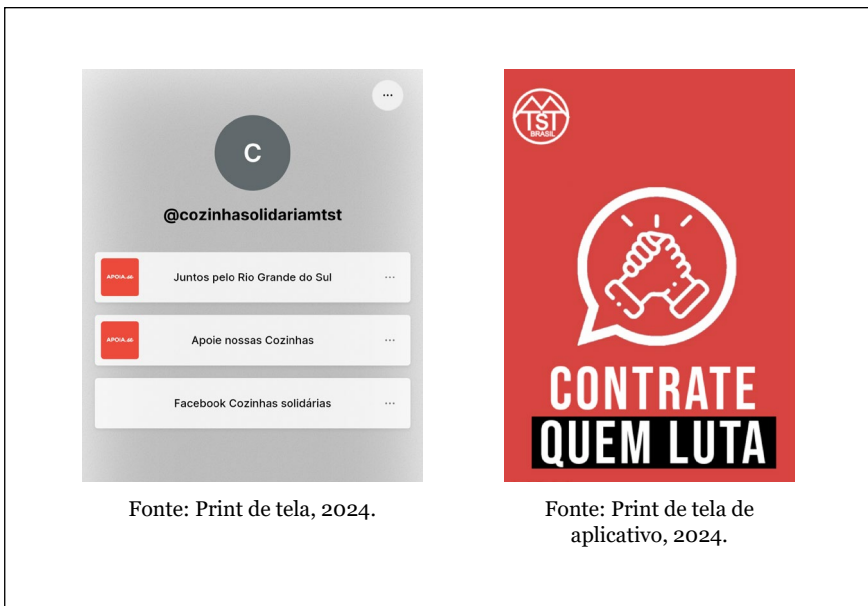 ...
C
@cozinhasolidariamtst
APOIA.se
Juntos pelo Rio Grande do Sul
...
APOIA.se
Apoie nossas Cozinhas
...
Facebook Cozinhas solidárias
...
Fonte: Print de tela, 2024.
MTST
BRASIL
CONTRATE
QUEM LUTA
Fonte: Print de tela de
aplicativo, 2024.